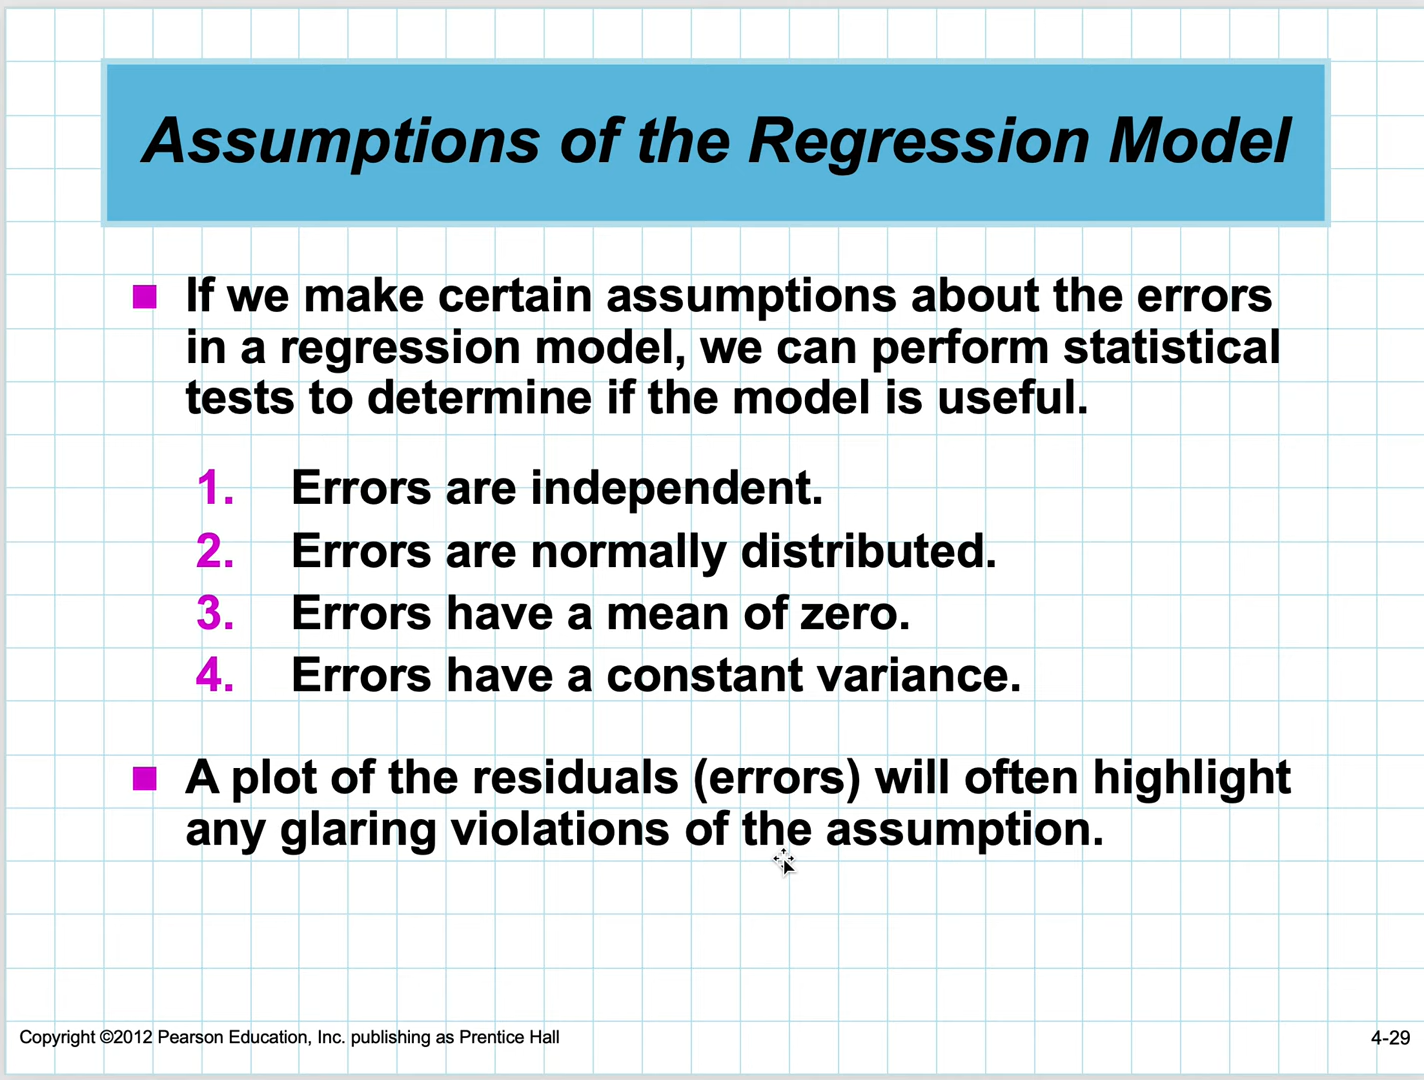 Assumptions of the Regression Model
If we make certain assumptions about the errors
in a regression model, we can perform statistical
tests to determine if the model is useful.
1. Errors are independent.
2. Errors are normally distributed.
3. Errors have a mean of zero.
4. Errors have a constant variance.
A plot of the residuals (errors) will often highlight
any glaring violations of the assumption.
Copyright ©2012 Pearson Education, Inc. publishing as Prentice Hall
4-29